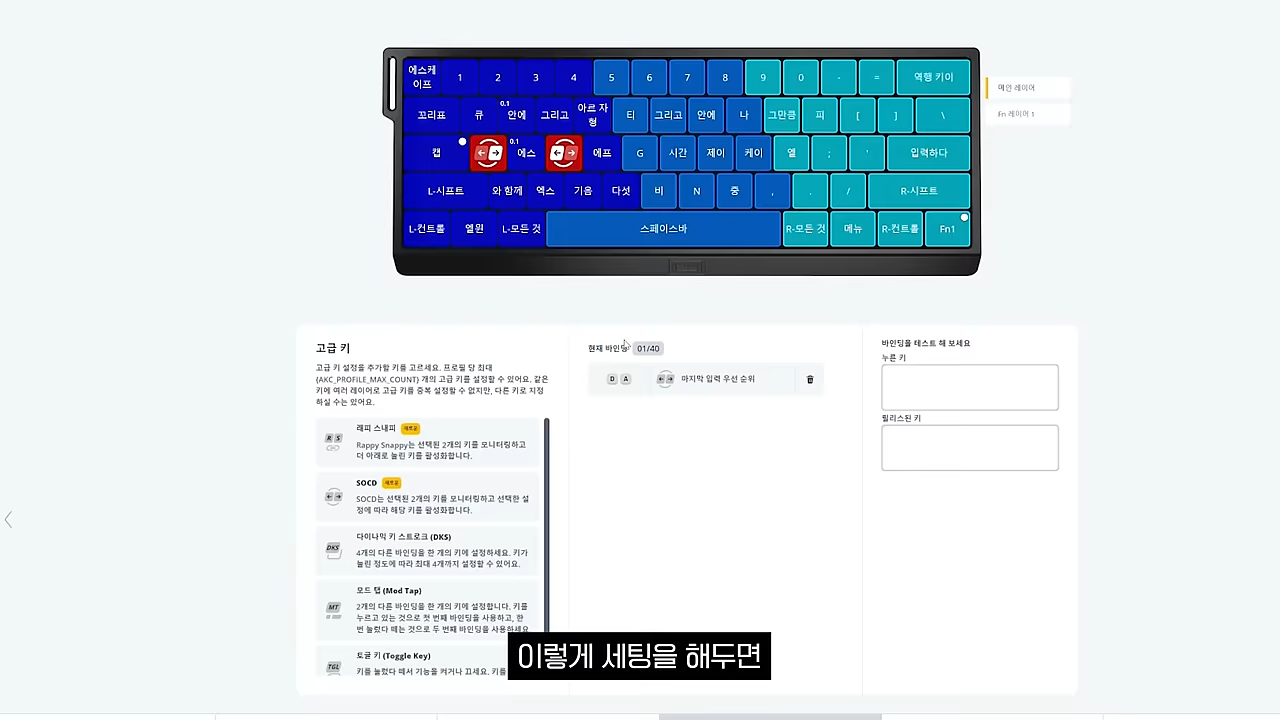 에스케이프 1 2 3 4 5 6 7 8 9 0 - = 역행 키이
메인 레이어
Fn 레이어 1
꼬리표 큐 0.1 안에 그리고 아르 자형 티 그리고 안에 나 그만큼 피 [ ] \
캡 0.1 에스 에프 G 시간 제이 케이 엘 ; ' 입력하다
L-시프트 와 함께 엑스 기음 다섯 비 N 중 , . / R-시프트
L-컨트롤 엘윈 L-모든 것 스페이스바 R-모든 것 메뉴 R-컨트롤 Fn1
고급 키
고급 키 설정을 추가할 키를 고르세요. 프로필 당 최대
{AKC_PROFILE_MAX_COUNT} 개의 고급 키를 설정할 수 있어요. 같은
키에 여러 레이어로 고급 키를 중복 설정할 수 없지만, 다른 키로 지정
하실 수는 있어요.
R S
래피 스내피 새로운
Rappy Snappy는 선택된 2개의 키를 모니터링하고
더 아래로 눌린 키를 활성화합니다.
SOCD 새로운
SOCD는 선택된 2개의 키를 모니터링하고 선택한 설
정에 따라 해당 키를 활성화합니다.
DKS
다이나믹 키 스트로크 (DKS)
4개의 다른 바인딩을 한 개의 키에 설정하세요. 키가
눌린 정도에 따라 최대 4개까지 설정할 수 있어요.
MT
모드 탭 (Mod Tap)
2개의 다른 바인딩을 한 개의 키에 설정합니다. 키를
누르고 있는 것으로 첫 번째 바인딩을 사용하고, 한
번 눌렀다 떼는 것으로 두 번째 바인딩을 사용하세요
TGL
토글 키 (Toggle Key)
키를 눌렀다 떼서 기능을 켜거나 끄세요. 키를
현재 바인딩 01/40
D A 마지막 입력 우선 순위
바인딩을 테스트 해 보세요
누른 키
릴리스된 키
이렇게 세팅을 해두면